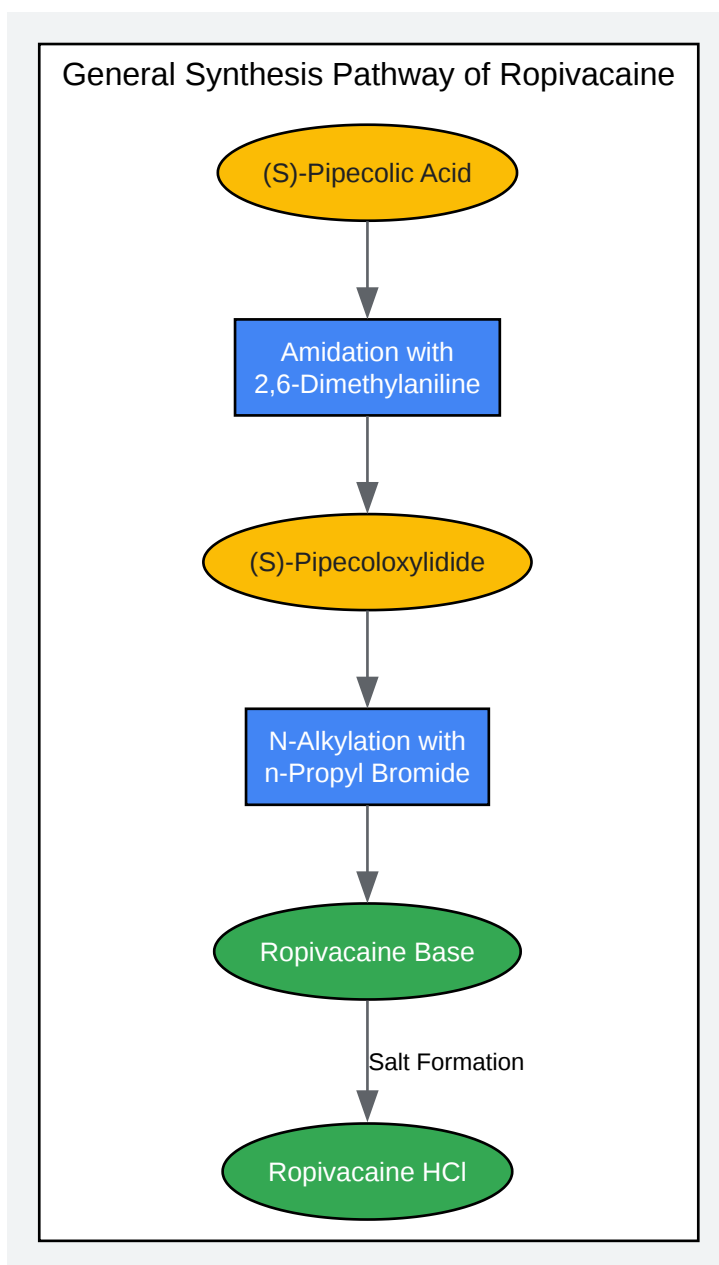 General Synthesis Pathway of Ropivacaine
(S)-Pipecolic Acid
Amidation with
2,6-Dimethylaniline
(S)-Pipecoloxylidide
N-Alkylation with
n-Propyl Bromide
Ropivacaine Base
Salt Formation
Ropivacaine HCl